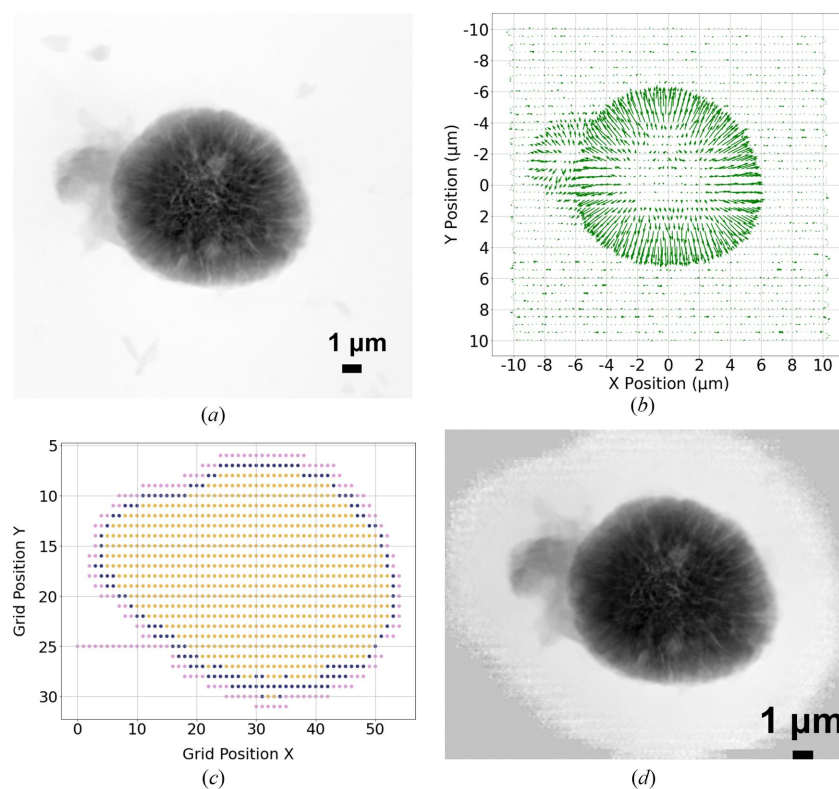 1 µm
(a)
-10
-8
-6
-4
-2
0
2
4
6
8
10
Y Position (µm)
-10 -8 -6 -4 -2 0 2 4 6 8 10
X Position (µm)
(b)
5
10
15
20
25
30
Grid Position Y
0 10 20 30 40 50
Grid Position X
(c)
1 µm
(d)